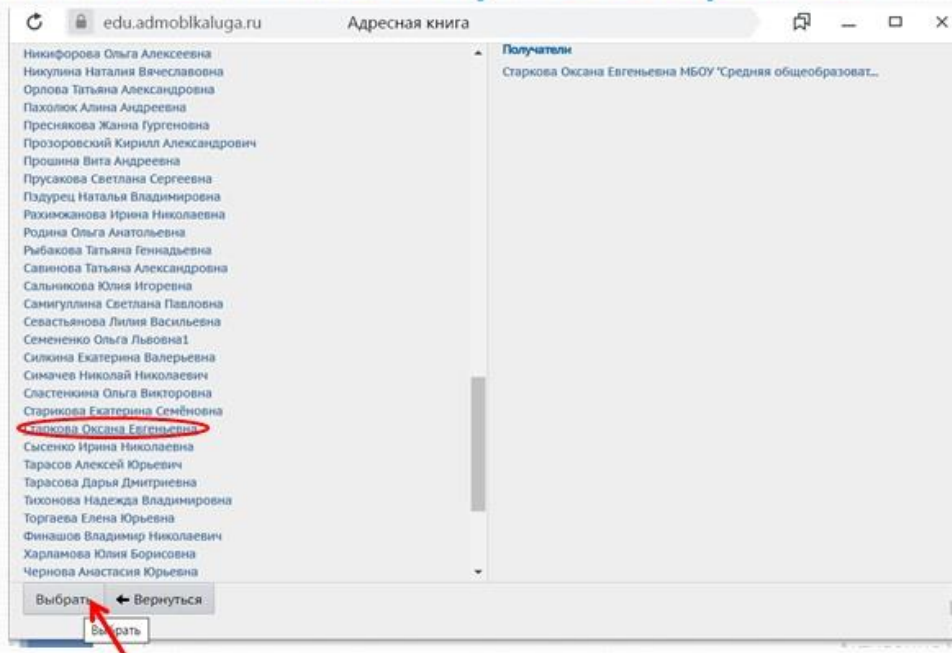 edu.admoblkaluga.ru Адресная книга
Никифорова Ольга Алексеевна
Никулина Наталия Вячеславовна
Орлова Татьяна Александровна
Пахолюк Алина Андреевна
Преснякова Жанна Гургеновна
Прозоровский Кирилл Александрович
Прошина Вита Андреевна
Прусакова Светлана Сергеевна
Пэдурец Наталья Владимировна
Рахимжанова Ирина Николаевна
Родина Ольга Анатольевна
Рыбакова Татьяна Геннадьевна
Савинова Татьяна Александровна
Сальникова Юлия Игоревна
Самигуллина Светлана Павловна
Севастьянова Лилия Васильевна
Семененко Ольга Львовна1
Силкина Екатерина Валерьевна
Симачев Николай Николаевич
Сластенкина Ольга Викторовна
Старикова Екатерина Семёновна
Старкова Оксана Евгеньевна
Сысенко Ирина Николаевна
Тарасов Алексей Юрьевич
Тарасова Дарья Дмитриевна
Тихонова Надежда Владимировна
Торгаева Елена Юрьевна
Финашов Владимир Николаевич
Харламова Юлия Борисовна
Чернова Анастасия Юрьевна
Получатели
Старкова Оксана Евгеньевна МБОУ "Средняя общеобразоват...
Выбрать Вернуться
Выбрать